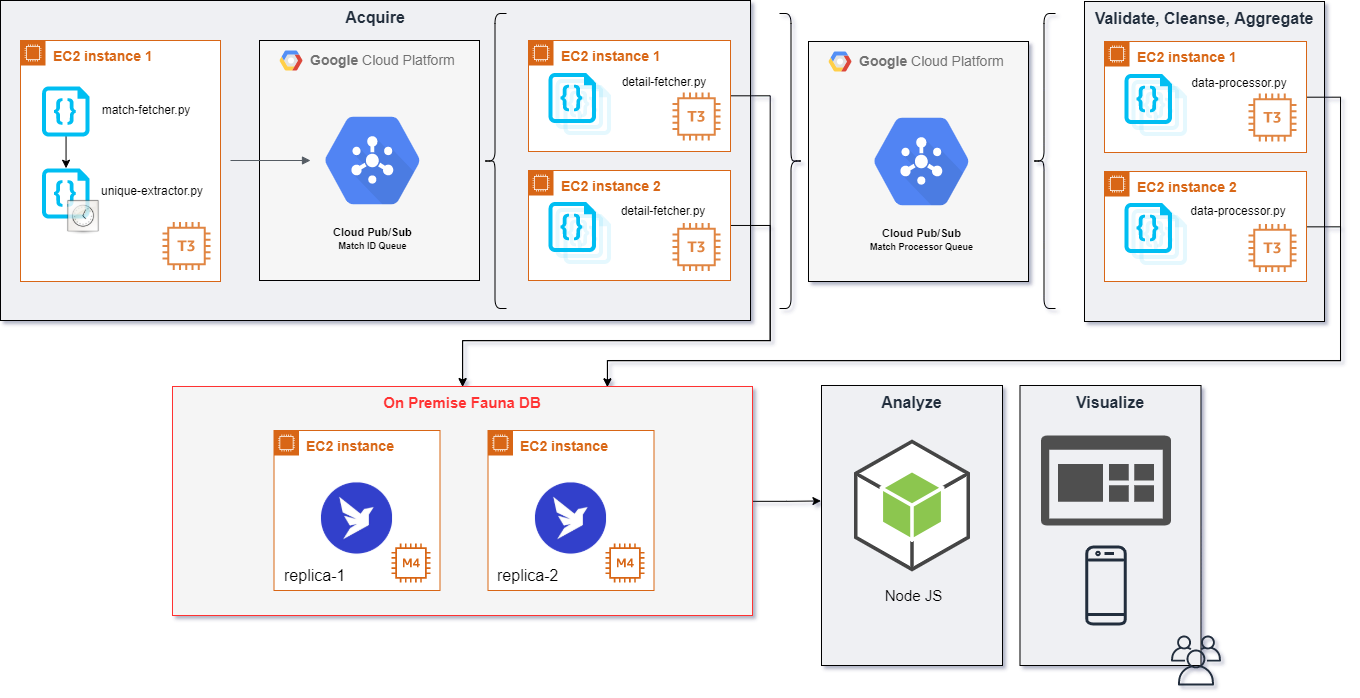 Acquire
EC2 instance 1
match-fetcher.py
unique-extractor.py
T3
Google Cloud Platform
Cloud Pub/Sub
Match ID Queue
EC2 instance 1
detail-fetcher.py
T3
EC2 instance 2
detail-fetcher.py
T3
Google Cloud Platform
Cloud Pub/Sub
Match Processor Queue
Validate, Cleanse, Aggregate
EC2 instance 1
data-processor.py
T3
EC2 instance 2
data-processor.py
T3
On Premise Fauna DB
EC2 instance
replica-1
M4
EC2 instance
replica-2
M4
Analyze
Node JS
Visualize